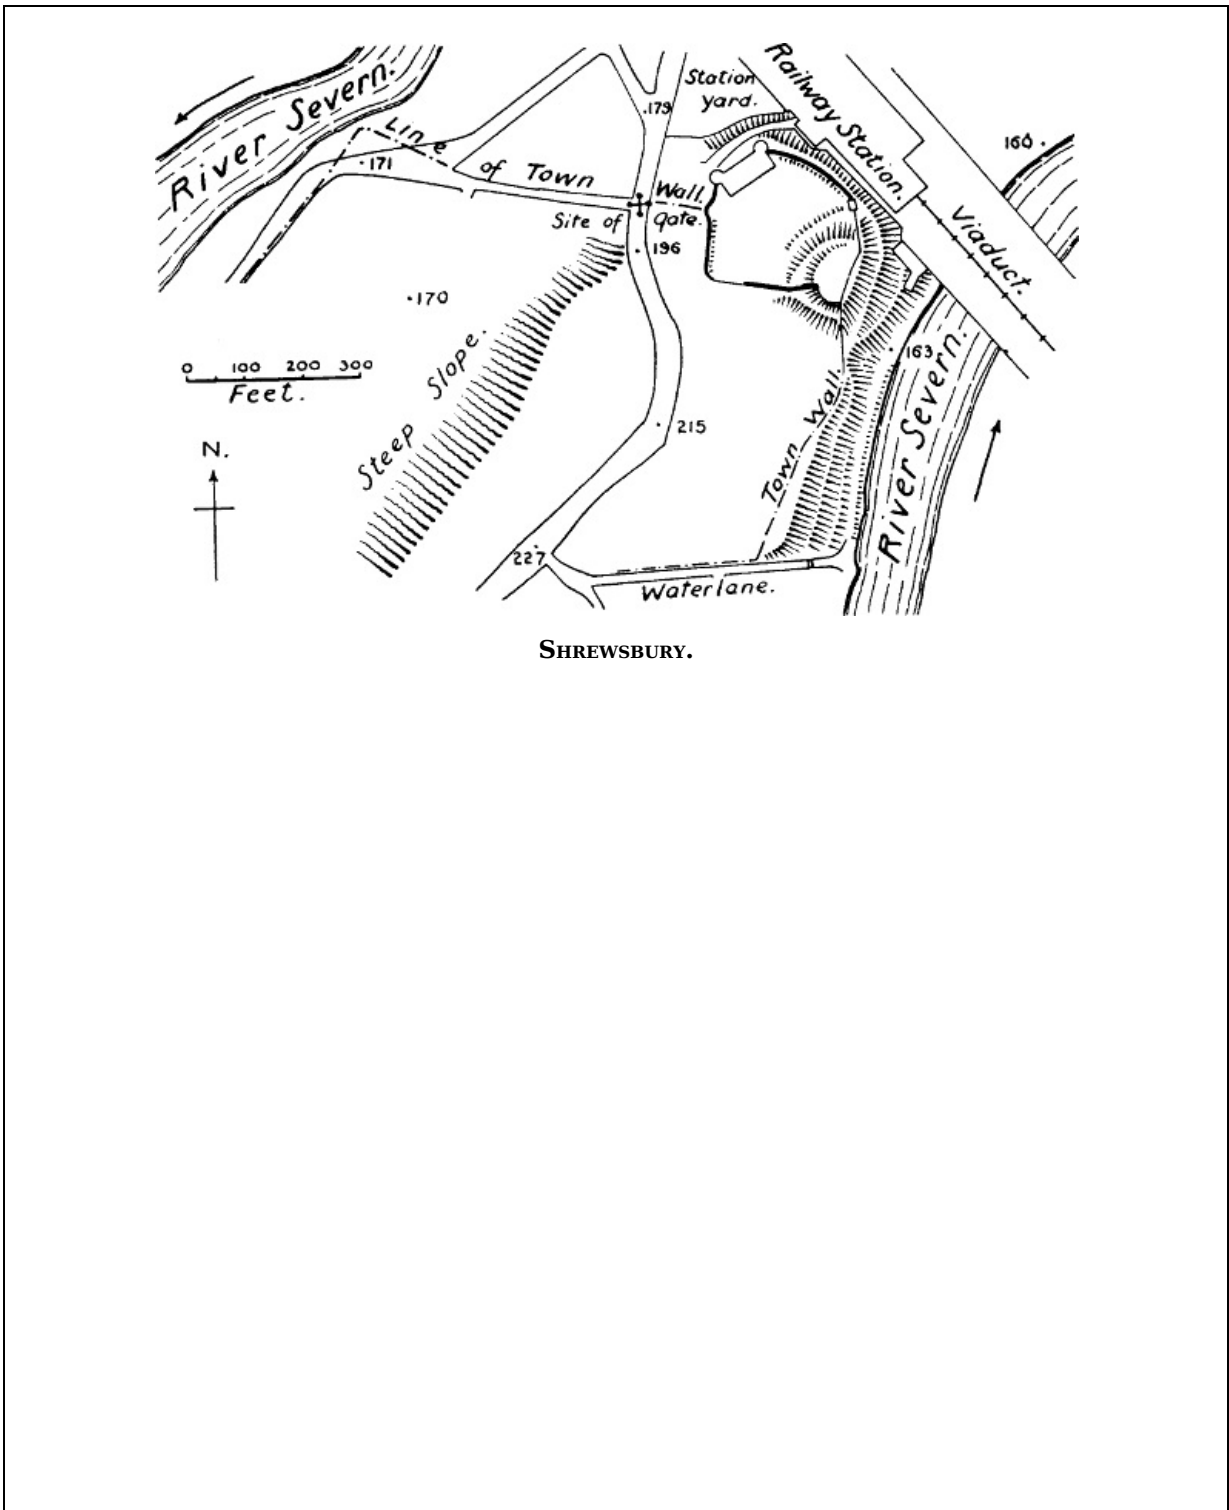 River Severn.
Station
yard.
Railway Station.
.179
160
Line
of Town Wall.
171
Site of gate.
196
Viaduct.
170
0 100 200 300
Feet.
Steep Slope.
163
River Severn.
Town Wall
215
N.
227
Waterlane.
Shrewsbury.